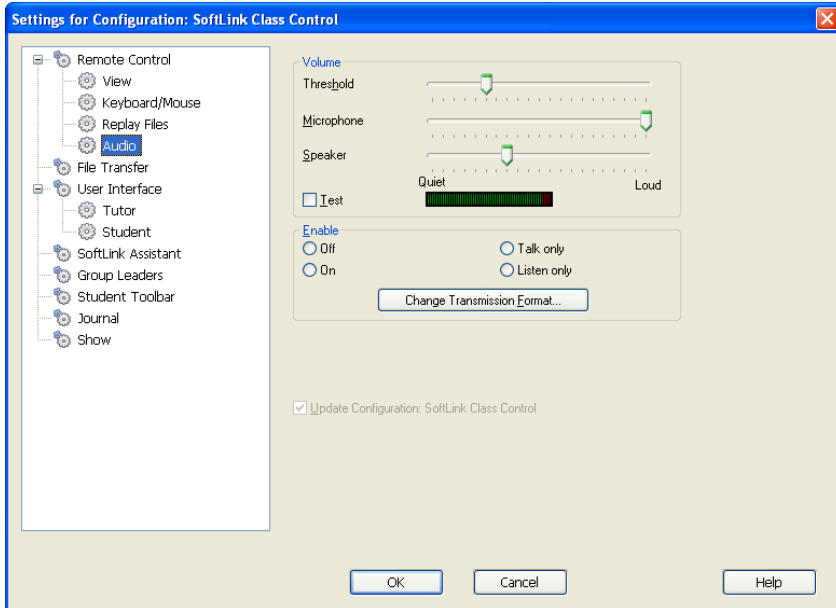 Settings for Configuration: SoftLink Class Control
Remote Control
View
Keyboard/Mouse
Replay Files
Audio
File Transfer
User Interface
Tutor
Student
SoftLink Assistant
Group Leaders
Student Toolbar
Journal
Show
Volume
Threshold
Microphone
Speaker
Quiet
Loud
Test
Enable
Off
Talk only
On
Listen only
Change Transmission Format...
Update Configuration: SoftLink Class Control
OK
Cancel
Help